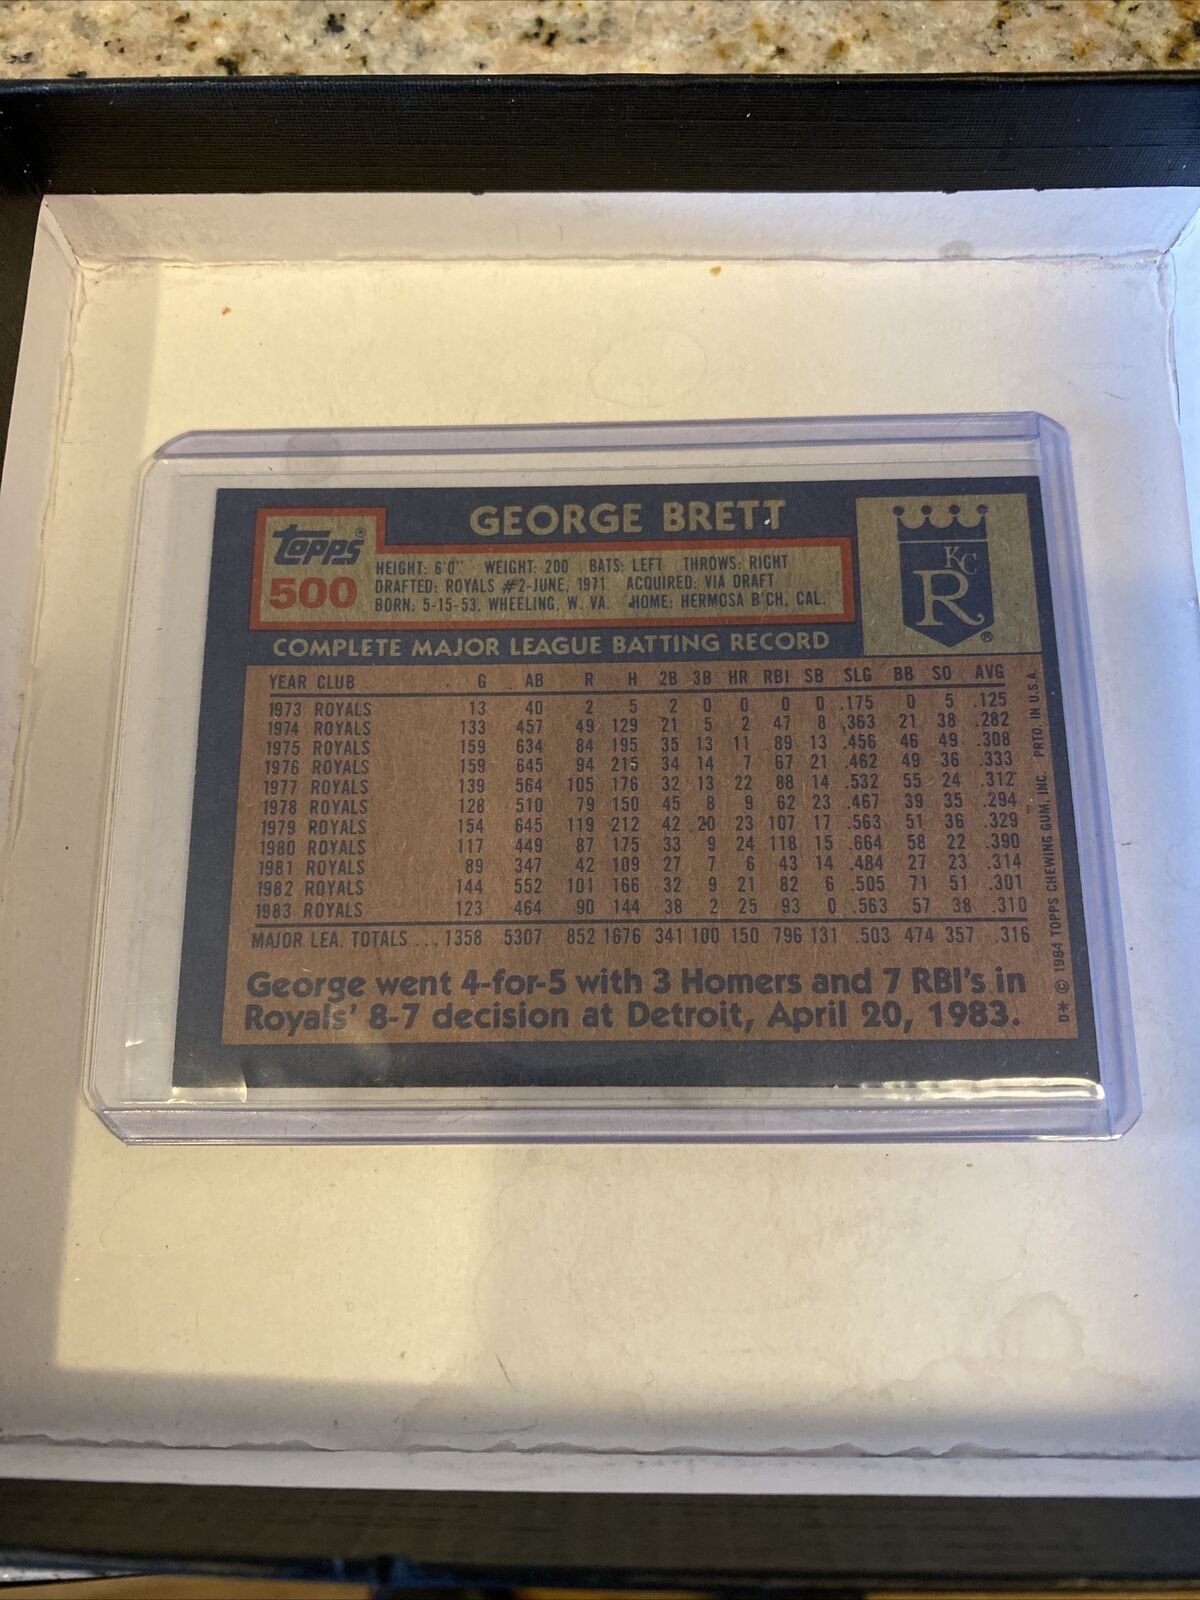 GEORGE BRETT
topps®
500
HEIGHT: 6'0" WEIGHT: 200 BATS: LEFT THROWS: RIGHT
DRAFTED: ROYALS #2-JUNE, 1971 ACQUIRED: VIA DRAFT
BORN: 5-15-53, WHEELING, W. VA. HOME: HERMOSA B'CH, CAL.
KC
R
®
COMPLETE MAJOR LEAGUE BATTING RECORD
YEAR CLUB G AB R H 2B 3B HR RBI SB SLG BB SO AVG
1973 ROYALS 13 40 2 5 2 0 0 0 0 .175 0 5 .125
1974 ROYALS 133 457 49 129 21 5 2 47 8 .363 21 38 .282
1975 ROYALS 159 634 84 195 35 13 11 89 13 .456 46 49 .308
1976 ROYALS 159 645 94 215 34 14 7 67 21 .462 49 36 .333
1977 ROYALS 139 564 105 176 32 13 22 88 14 .532 55 24 .312
1978 ROYALS 128 510 79 150 45 8 9 62 23 .467 39 35 .294
1979 ROYALS 154 645 119 212 42 20 23 107 17 .563 51 36 .329
1980 ROYALS 117 449 87 175 33 9 24 118 15 .664 58 22 .390
1981 ROYALS 89 347 42 109 27 7 6 43 14 .484 27 23 .314
1982 ROYALS 144 552 101 166 32 9 21 82 6 .505 71 51 .301
1983 ROYALS 123 464 90 144 38 2 25 93 0 .563 57 38 .310
MAJOR LEA. TOTALS ... 1358 5307 852 1676 341 100 150 796 131 .503 474 357 .316
George went 4-for-5 with 3 Homers and 7 RBI's in
Royals' 8-7 decision at Detroit, April 20, 1983.
D* © 1984 TOPPS CHEWING GUM, INC. PRTD. IN U.S.A.